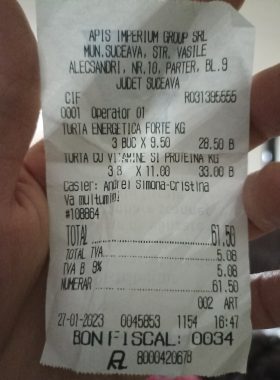 APIS IMPERIUM GROUP SRL
MUN.SUCEAVA, STR. VASILE
ALECSANDRI, NR.10, PARTER, BL.9
JUDET SUCEAVA
CIF RO31395555
0001 Operator 01
TURTA ENERGETICA FORTE KG
3 BUC X 9.50 28.50 B
TURTA CU VITAMINE SI PROTEINA KG
3 B X 11.00 33.00 B
Casier: Andrei Simona-Cristina
Va multumim!
#108864
TOTAL 61.50
TOTAL TVA 5.08
TVA B 9% 5.08
NUMERAR 61.50
002 ART
27-01-2023 0045853 1154 16:47
BON FISCAL: 0034
8000420678